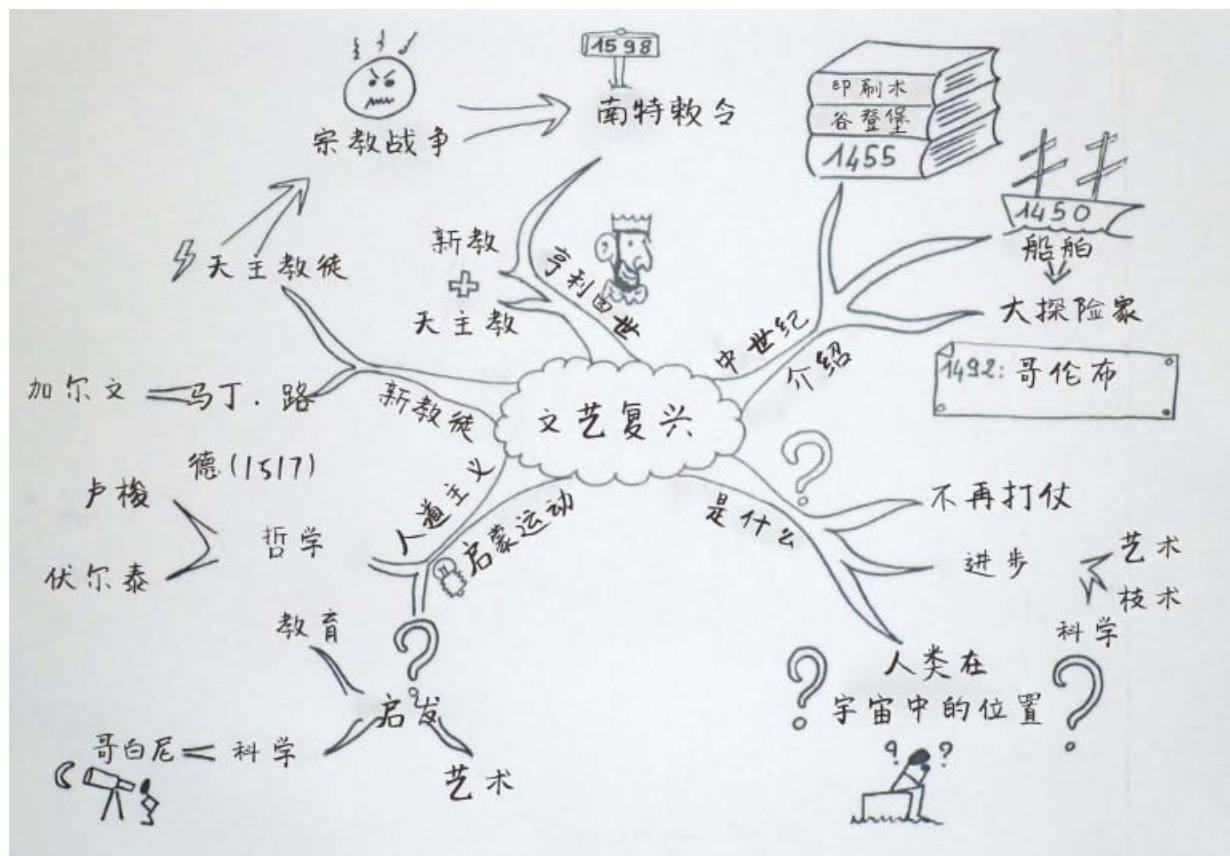 1598
南特敕令
宗教战争
天主教徒
新教
天主教
亨利四世
印刷术
谷登堡
1455
1450
船舶
大探险家
1492: 哥伦布
中世纪
介绍
文艺复兴
新教徒
加尔文
马丁.路
德(1517)
人道主义
启蒙运动
哲学
卢梭
伏尔泰
教育
启发
哥白尼
科学
艺术
是什么
不再打仗
进步
艺术
技术
科学
人类在
宇宙中的位置